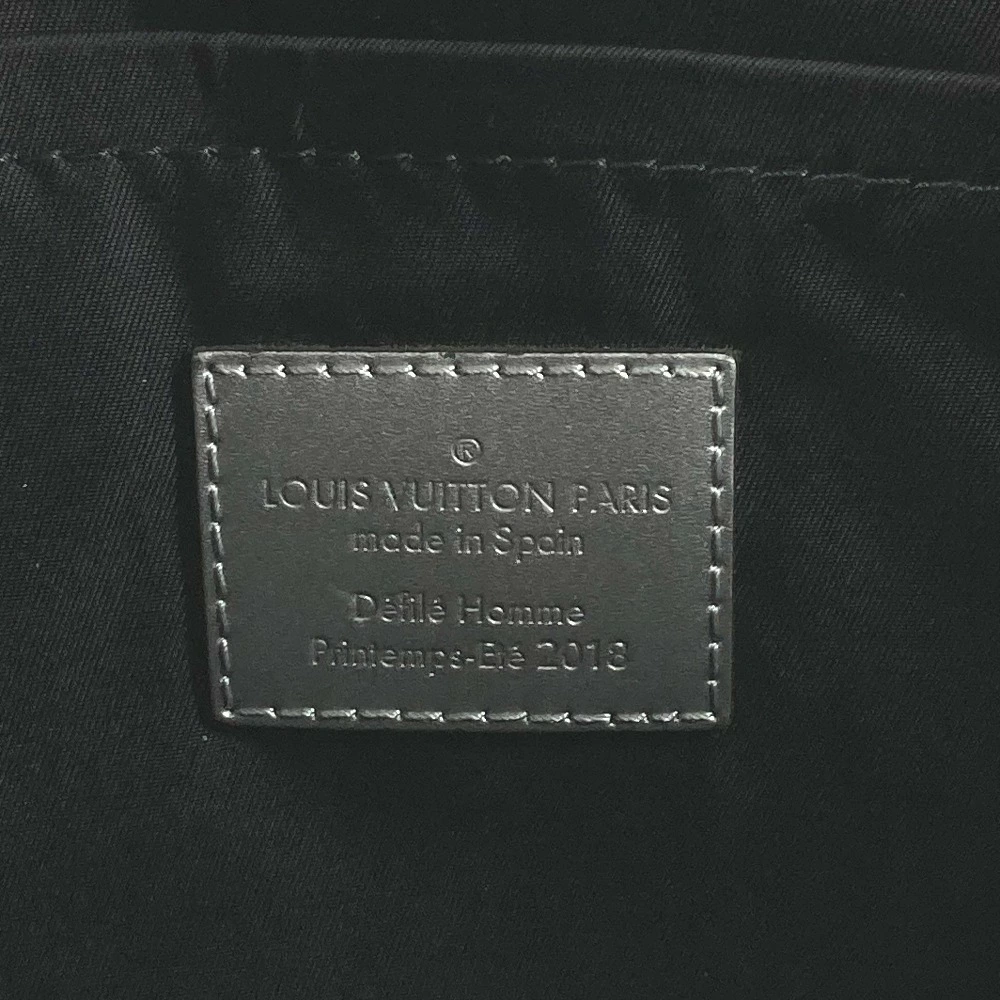 ®
LOUIS VUITTON PARIS
made in Spain
Défilé Homme
Printemps-Eté 2018